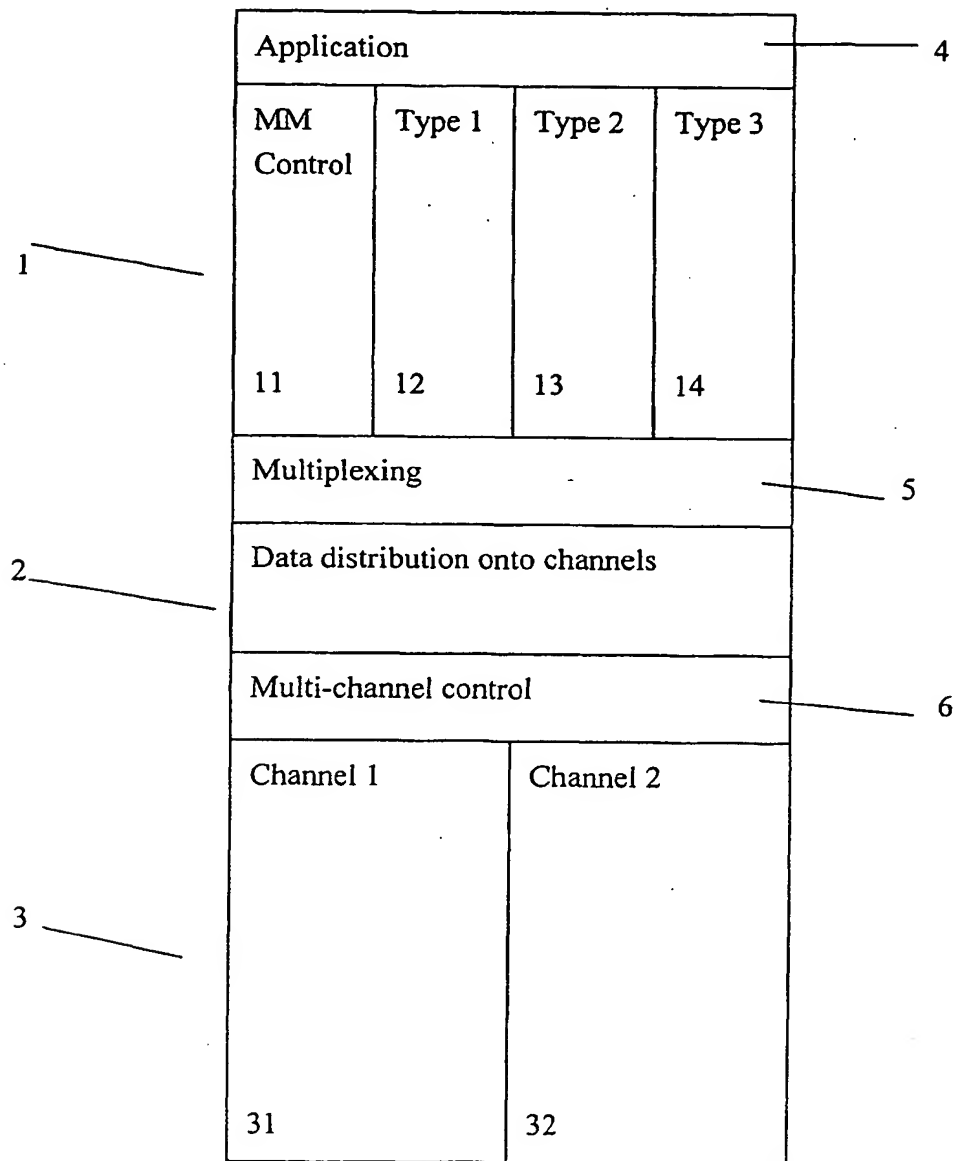 Application
4
MM
Control
Type 1
Type 2
Type 3
1
11
12
13
14
Multiplexing
5
2
Data distribution onto channels
Multi-channel control
6
Channel 1
Channel 2
3
31
32